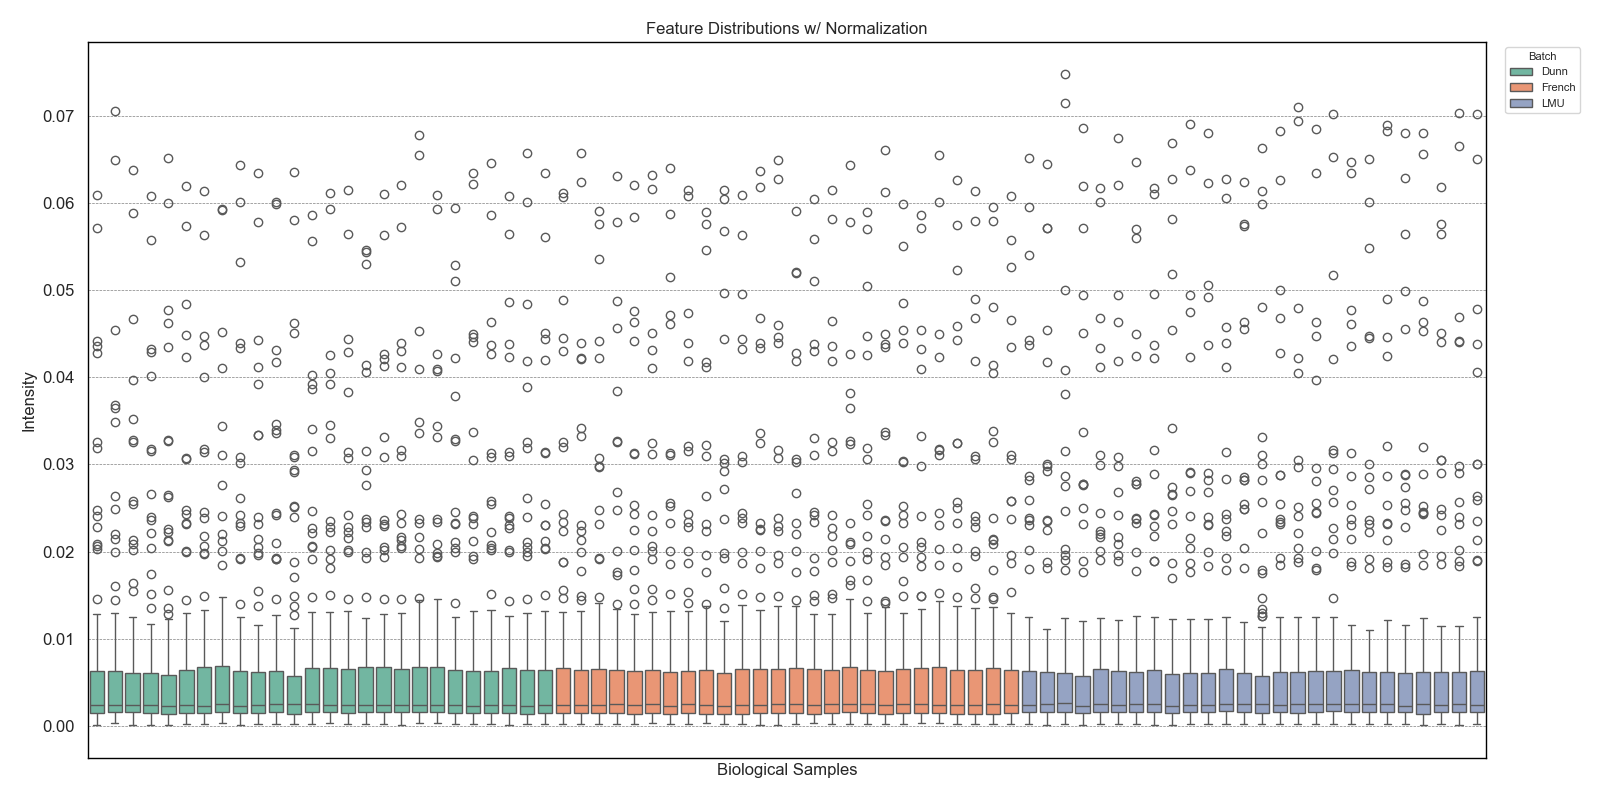 Feature Distributions w/ Normalization
Batch
Dunn
French
LMU
0.07
0.06
0.05
0.04
0.03
0.02
0.01
0.00
Intensity
Biological Samples